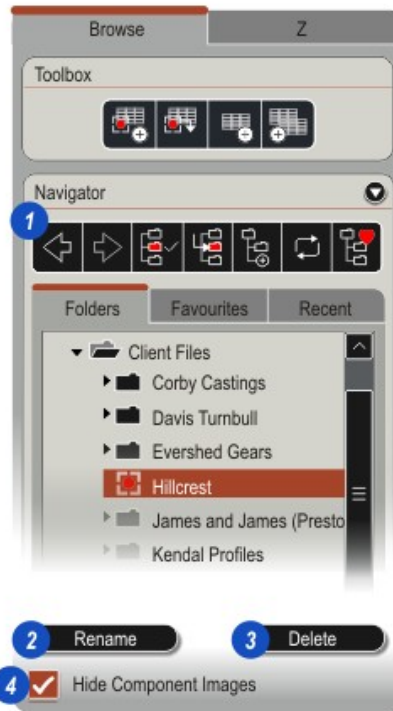 Browse Z
Toolbox
Navigator
1
Folders Favourites Recent
Client Files
Corby Castings
Davis Turnbull
Evershed Gears
Hillcrest
James and James (Presto
Kendal Profiles
2 Rename 3 Delete
4 Hide Component Images